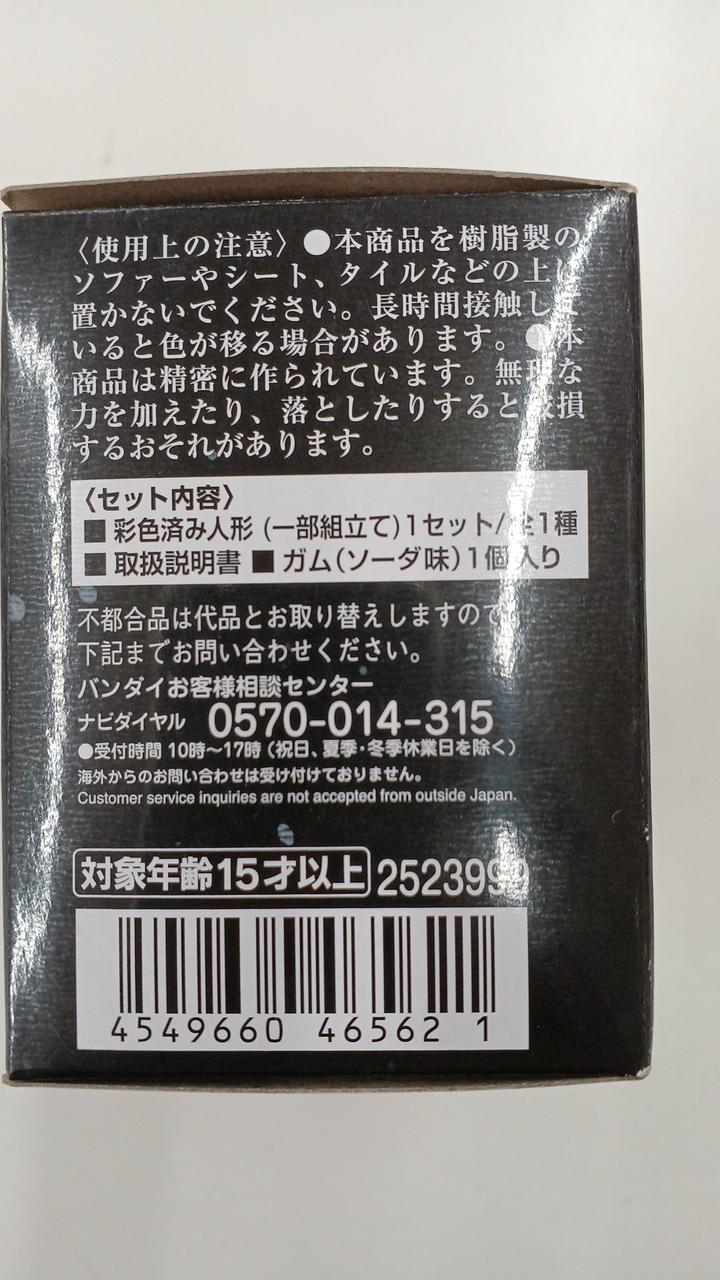 〈使用上の注意〉●本商品を樹脂製の
ソファーやシート、タイルなどの上に
置かないでください。長時間接触して
いると色が移る場合があります。●本
商品は精密に作られています。無理な
力を加えたり、落としたりすると破損
するおそれがあります。
〈セット内容〉
■ 彩色済み人形 (一部組立て)1セット/全1種
■ 取扱説明書 ■ ガム(ソーダ味)1個入り
不都合品は代品とお取り替えしますので
下記までお問い合わせください。
バンダイお客様相談センター
ナビダイヤル 0570-014-315
●受付時間 10時〜17時 (祝日、夏季・冬季休業日を除く)
海外からのお問い合わせは受け付けておりません。
Customer service inquiries are not accepted from outside Japan.
対象年齢15才以上 2523999
4549660 46562 1